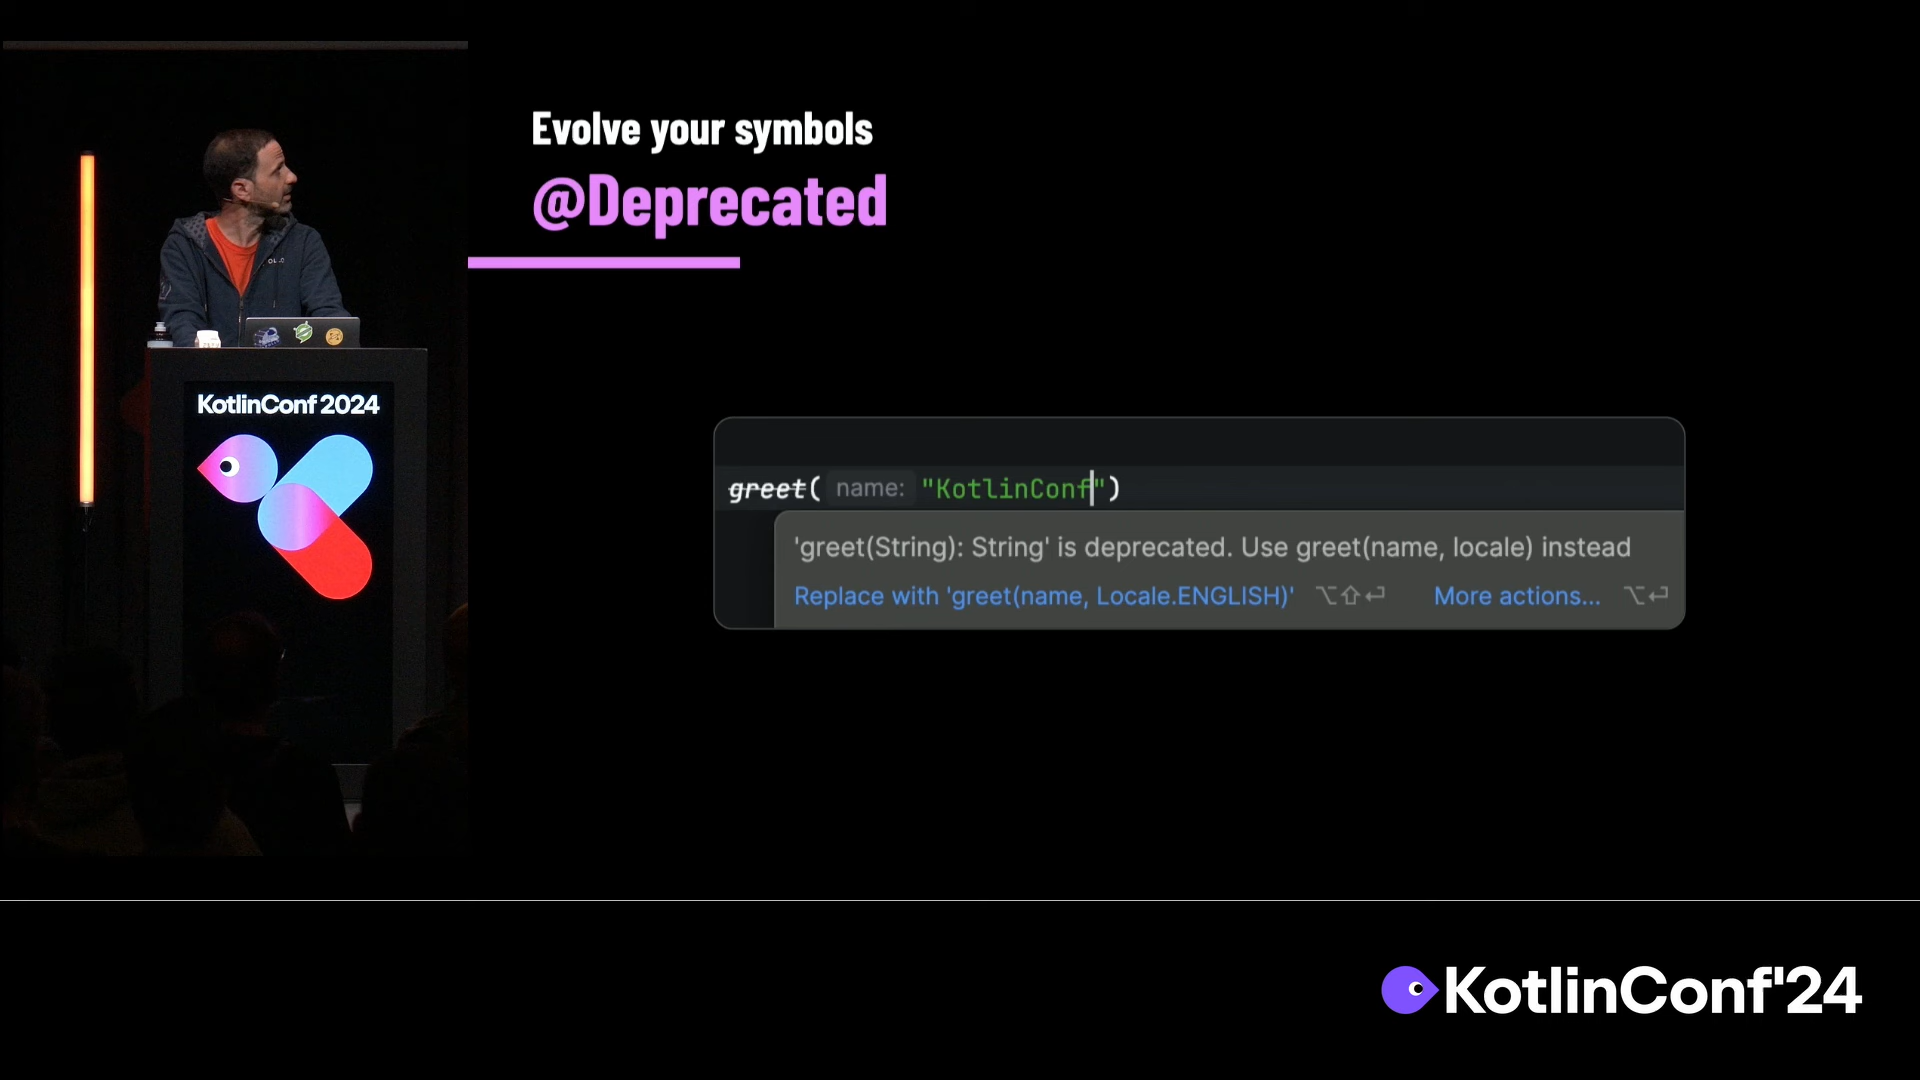 Evolve your symbols
@Deprecated
greet( name: "KotlinConf")
'greet(String): String' is deprecated. Use greet(name, locale) instead
Replace with 'greet(name, Locale.ENGLISH)' ⌥⇧⏎ More actions... ⌥⏎
KotlinConf 2024
KotlinConf'24